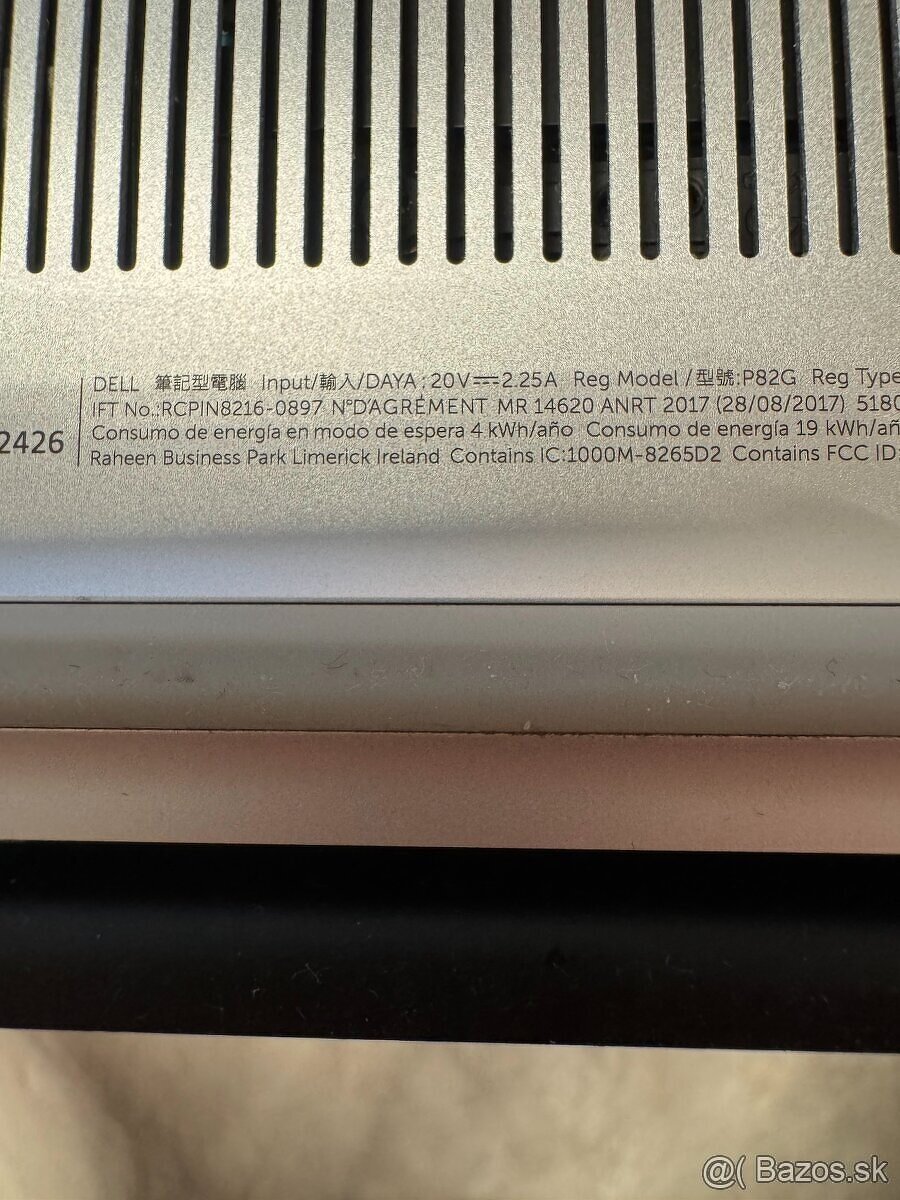 DELL 筆記型電腦 Input/輸入/DAYA : 20V⎓2.25A Reg Model / 型號:P82G Reg Type
IFT No.:RCPIN8216-0897 N°D'AGRÉMENT MR 14620 ANRT 2017 (28/08/2017) 5180
2426
Consumo de energía en modo de espera 4 kWh/año Consumo de energía 19 kWh/añ
Raheen Business Park Limerick Ireland Contains IC:1000M-8265D2 Contains FCC ID:
@( Bazos.sk